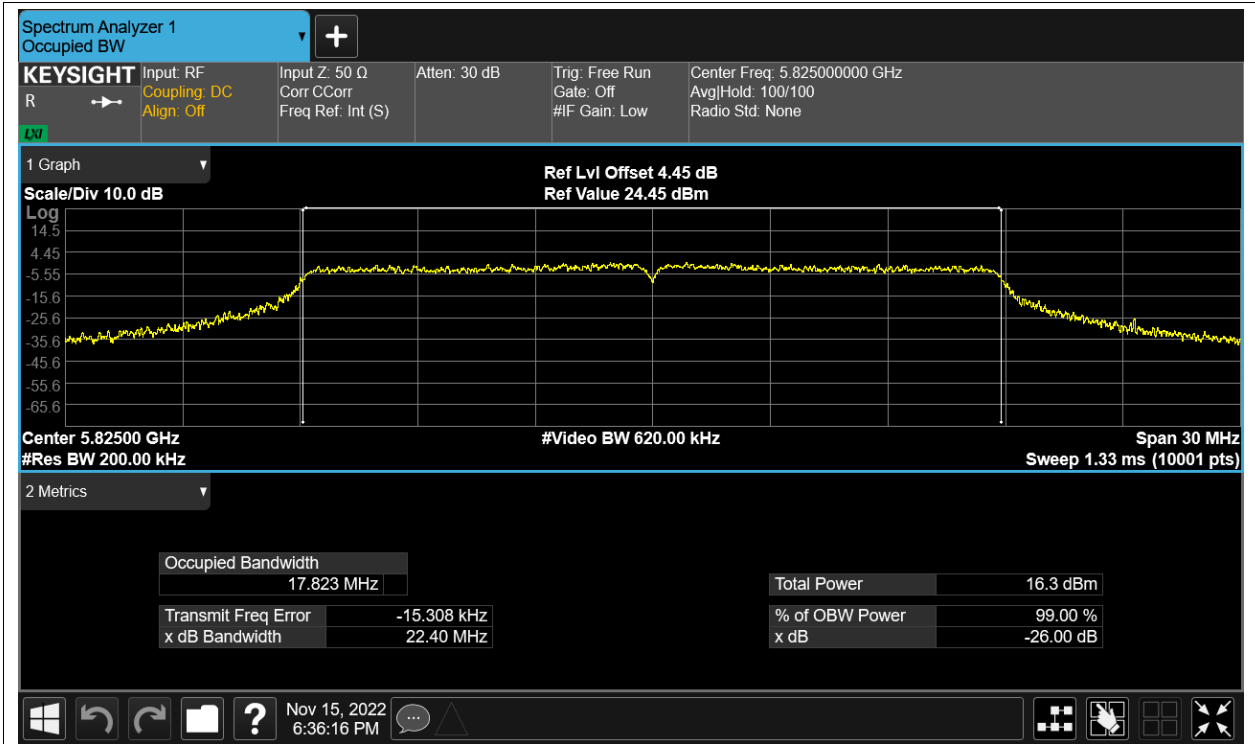 Spectrum Analyzer 1
Occupied BW
KEYSIGHT
R
LXI
Input: RF
Coupling: DC
Align: Off
Input Z: 50 Ω
Corr CCorr
Freq Ref: Int (S)
Atten: 30 dB
Trig: Free Run
Gate: Off
#IF Gain: Low
Center Freq: 5.825000000 GHz
Avg|Hold: 100/100
Radio Std: None
1 Graph
Scale/Div 10.0 dB
Ref Lvl Offset 4.45 dB
Ref Value 24.45 dBm
Log
14.5
4.45
-5.55
-15.6
-25.6
-35.6
-45.6
-55.6
-65.6
Center 5.82500 GHz
#Video BW 620.00 kHz
Span 30 MHz
#Res BW 200.00 kHz
Sweep 1.33 ms (10001 pts)
2 Metrics
Occupied Bandwidth
17.823 MHz
Total Power 16.3 dBm
Transmit Freq Error -15.308 kHz
% of OBW Power 99.00 %
x dB Bandwidth 22.40 MHz
x dB -26.00 dB
?
Nov 15, 2022
6:36:16 PM